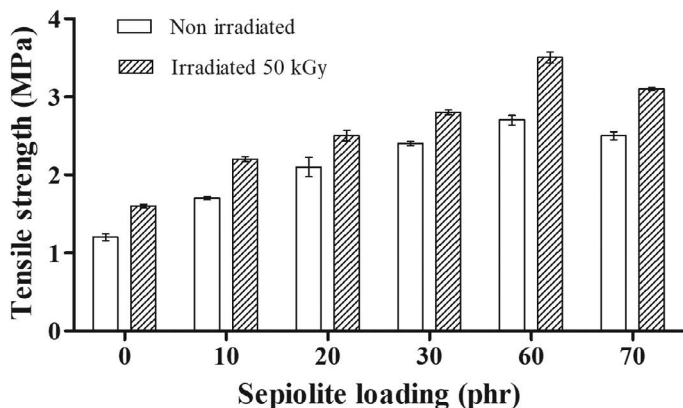 Non irradiated
Irradiated 50 kGy
Tensile strength (MPa)
4
3
2
1
0
0 10 20 30 60 70
Sepiolite loading (phr)